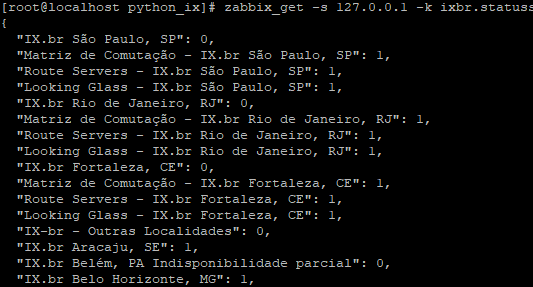 [root@localhost python_ix]# zabbix_get -s 127.0.0.1 -k ixbr.statuss
{
"IX.br São Paulo, SP": 0,
"Matriz de Comutação - IX.br São Paulo, SP": 1,
"Route Servers - IX.br São Paulo, SP": 1,
"Looking Glass - IX.br São Paulo, SP": 1,
"IX.br Rio de Janeiro, RJ": 0,
"Matriz de Comutação - IX.br Rio de Janeiro, RJ": 1,
"Route Servers - IX.br Rio de Janeiro, RJ": 1,
"Looking Glass - IX.br Rio de Janeiro, RJ": 1,
"IX.br Fortaleza, CE": 0,
"Matriz de Comutação - IX.br Fortaleza, CE": 1,
"Route Servers - IX.br Fortaleza, CE": 1,
"Looking Glass - IX.br Fortaleza, CE": 1,
"IX-br - Outras Localidades": 0,
"IX.br Aracaju, SE": 1,
"IX.br Belém, PA Indisponibilidade parcial": 0,
"IX.br Belo Horizonte, MG": 1,